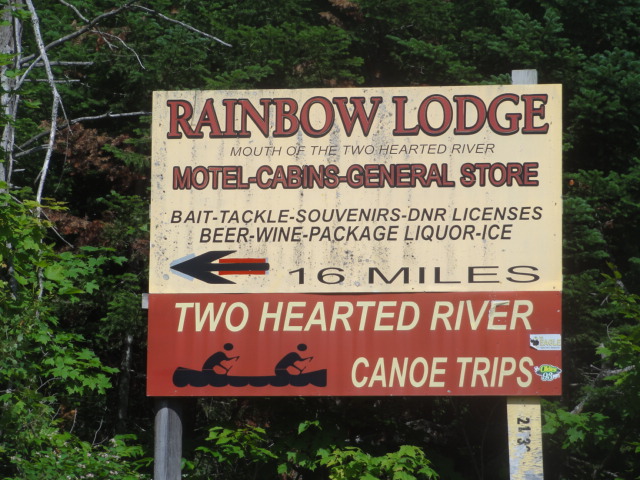 RAINBOW LODGE
MOUTH OF THE TWO HEARTED RIVER
MOTEL-CABINS-GENERAL STORE
BAIT-TACKLE-SOUVENIRS-DNR LICENSES
BEER-WINE-PACKAGE LIQUOR-ICE
16 MILES
TWO HEARTED RIVER
EAGLE
CANOE TRIPS